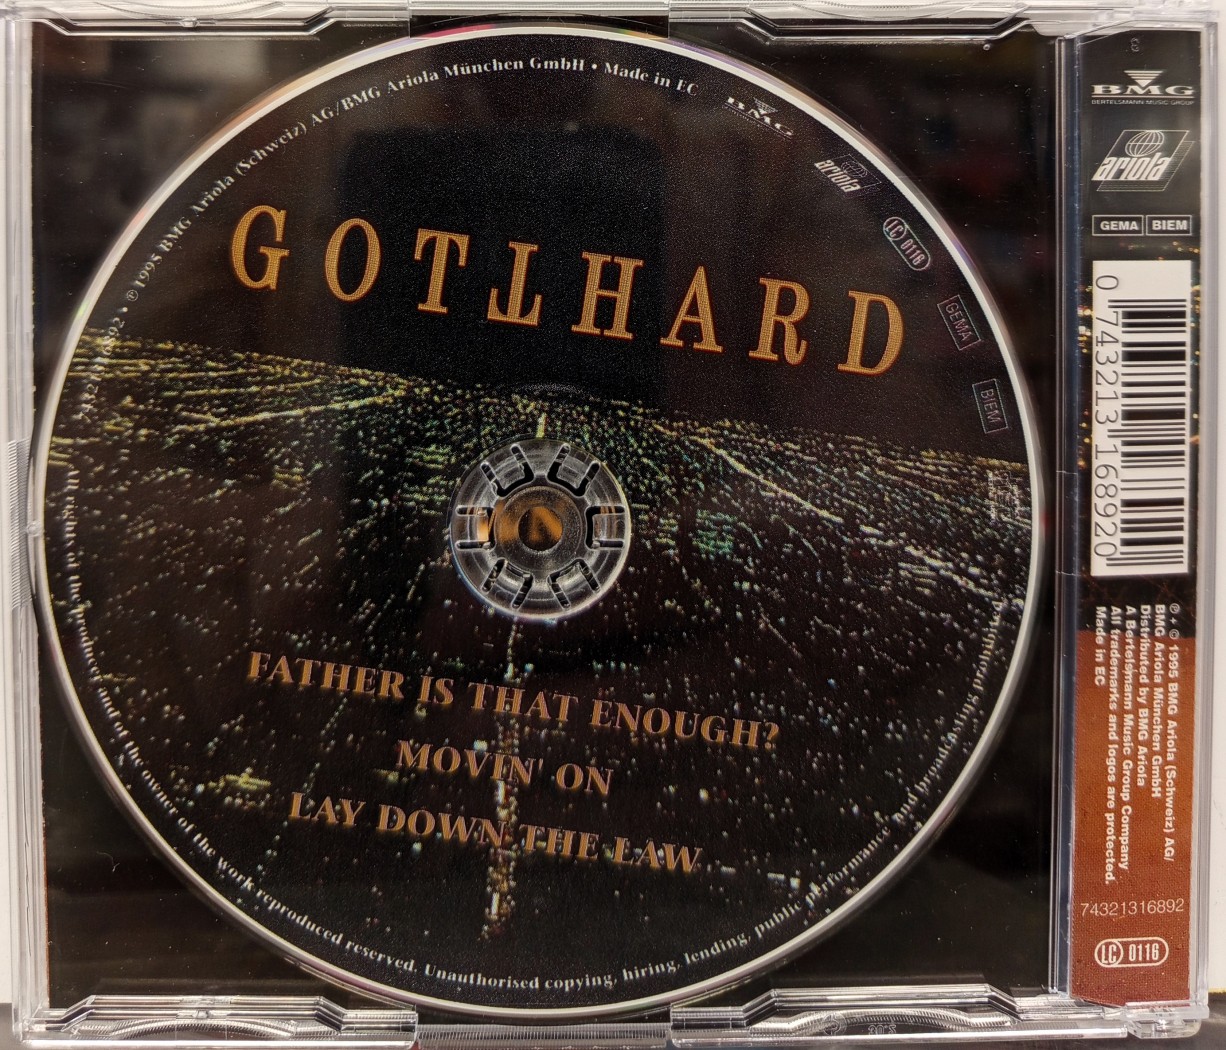 74321316892 • ℗ 1995 BMG Ariola (Schweiz) AG/BMG Ariola München GmbH • Made in EC
BMG
ariola
LC 0116
GEMA
BIEM
GOTTHARD
FATHER IS THAT ENOUGH?
MOVIN' ON
LAY DOWN THE LAW
All rights of the producer and of the owner of the work reproduced reserved. Unauthorised copying, hiring, lending, public performance and broadcasting prohibited
BMG
BERTELSMANN MUSIC GROUP
ariola
GEMA BIEM
0 743213 168920
℗ + © 1995 BMG Ariola (Schweiz) AG/
BMG Ariola München GmbH
Distributed by BMG Ariola
A Bertelsmann Music Group Company
All trademarks and logos are protected.
Made in EC
74321316892
LC 0116